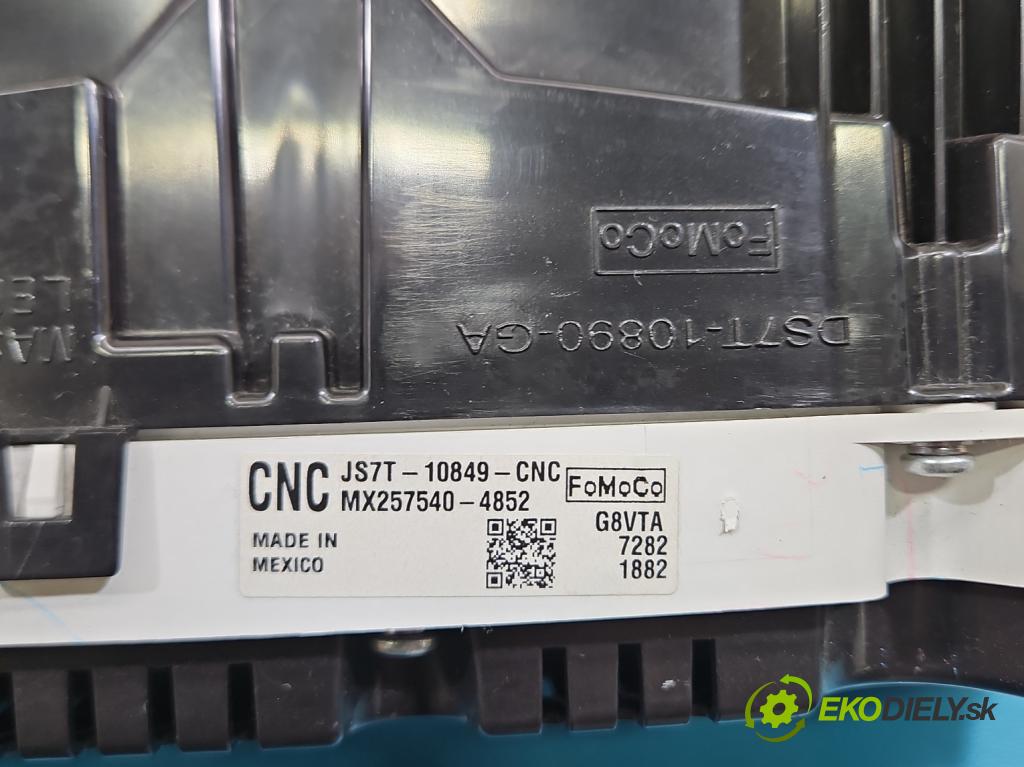 FoMoCo
DS7T-10890-GA
CNC JS7T-10849-CNC FoMoCo
MX257540-4852 G8VTA
MADE IN 7282
MEXICO 1882
EKODIELY.sk